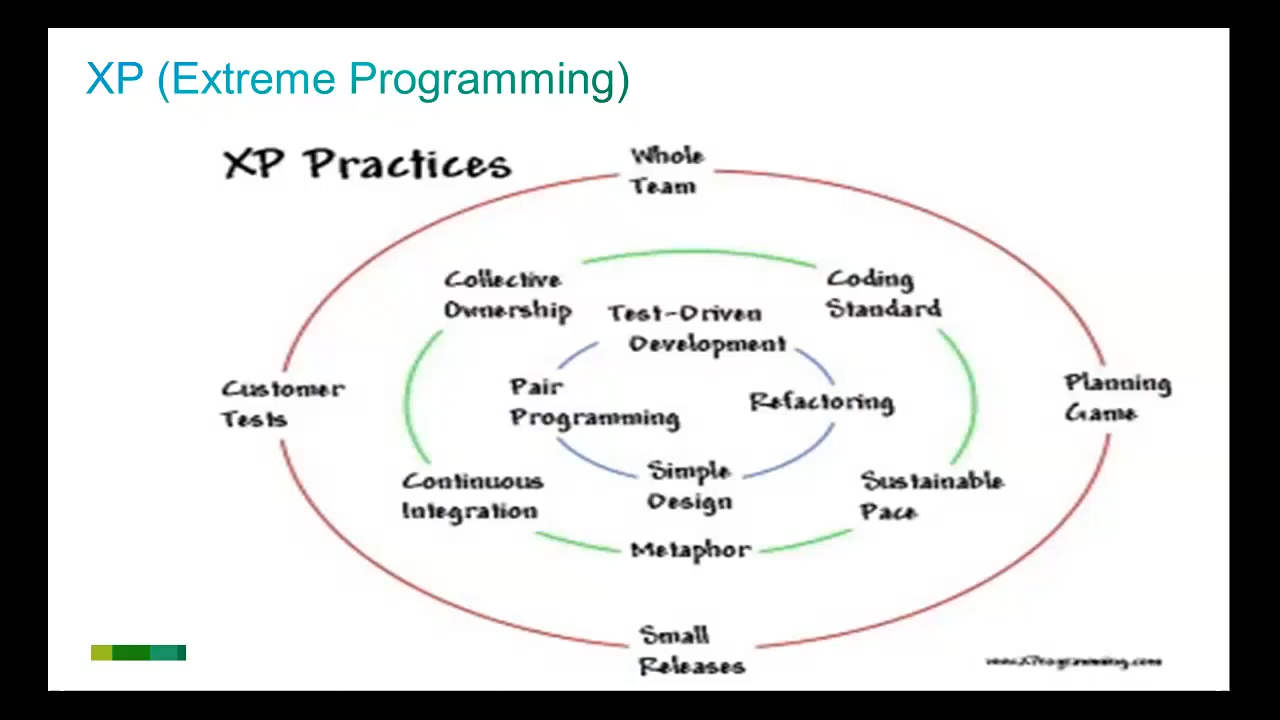 XP (Extreme Programming)
XP Practices
Whole
Team
Collective
Ownership
Coding
Standard
Test-Driven
Development
Customer
Tests
Pair
Programming
Refactoring
Planning
Game
Continuous
Integration
Simple
Design
Sustainable
Pace
Metaphor
Small
Releases